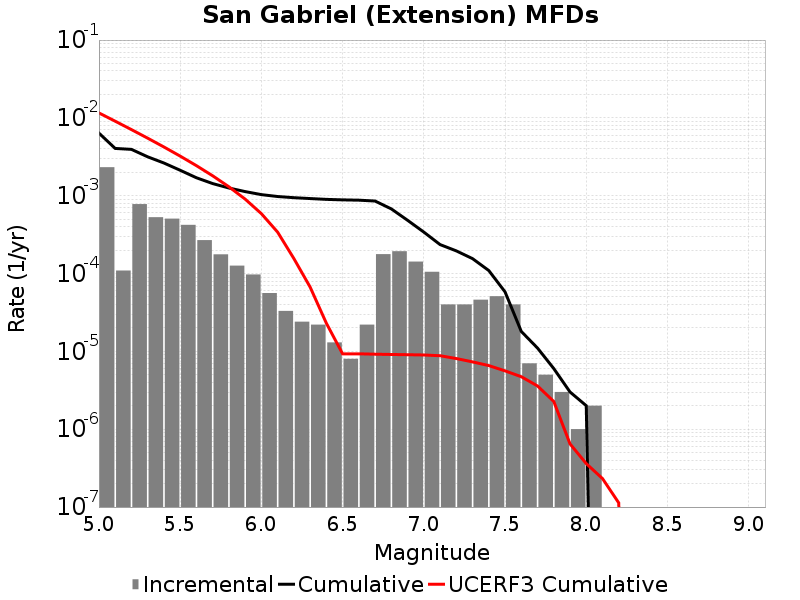 San Gabriel (Extension) MFDs
10-1
10-2
10-3
10-4
10-5
10-6
10-7
Rate (1/yr)
5.0 5.5 6.0 6.5 7.0 7.5 8.0 8.5 9.0
Magnitude
Incremental Cumulative UCERF3 Cumulative